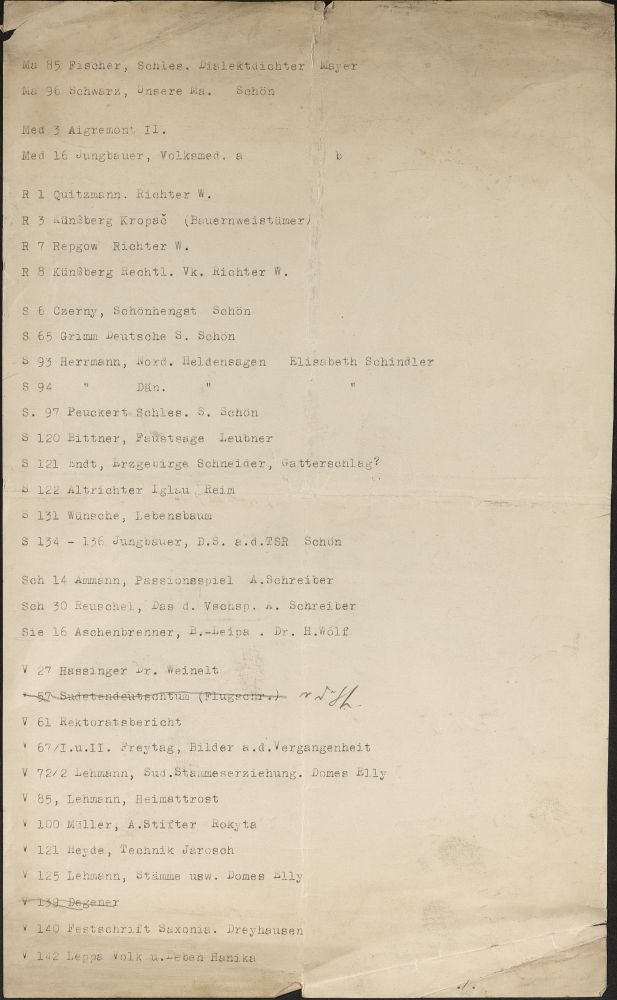 Ma 85 Fischer, Schles. Dialektdichter  Mayer
Ma 96 Schwarz, Unsere Ma.   Schön
Med 3 Aigremont II.
Med 16 Jungbauer, Volksmed. a   b
R 1 Quitzmann. Richter W.
R 3 Künßberg Kropač  (Bauernweistümer)
R 7 Repgow  Richter W.
R 8 Künßberg Rechtl. Vk. Richter W.
S 6 Czerny, Schönhengst  Schön
S 65 Grimm Deutsche S. Schön
S 93 Herrmann, Nord. Heldensagen   Elisabeth Schindler
S 94   "   Dän.   "   "
S. 97 Peuckert Schles. S. Schön
S 120 Bittner, Faustsage  Leubner
S 121 Endt, Erzgebirge Schneider, Gatterschlag?
S 122 Altrichter Iglau  Reim
S 131 Wünsche, Lebensbaum
S 134 - 136 Jungbauer, D.S. a.d.TSR  Schön
Sch 14 Ammann, Passionsspiel  A.Schreiber
Sch 30 Reuschel, Das d. Vschsp. A. Schreiber
Sie 16 Aschenbrenner, B.-Leipa . Dr. H.Wolf
V 27 Hassinger Dr. Weinelt
" 57 Sudetendeutschtum (Flugschr.)
V 61 Rektoratsbericht
" 67/I.u.II. Freytag, Bilder a.d.Vergangenheit
V 72/2 Lehmann, Sud.Stammeserziehung. Domes Elly
V 85, Lehmann, Heimattrost
V 100 Müller, A.Stifter  Rokyta
V 121 Heyde, Technik Jarosch
V 125 Lehmann, Stämme usw. Domes Elly
V 139 Degener
V 140 Festschrift Saxonia. Dreyhausen
V 142 Lepps Volk u.Leben Hanika